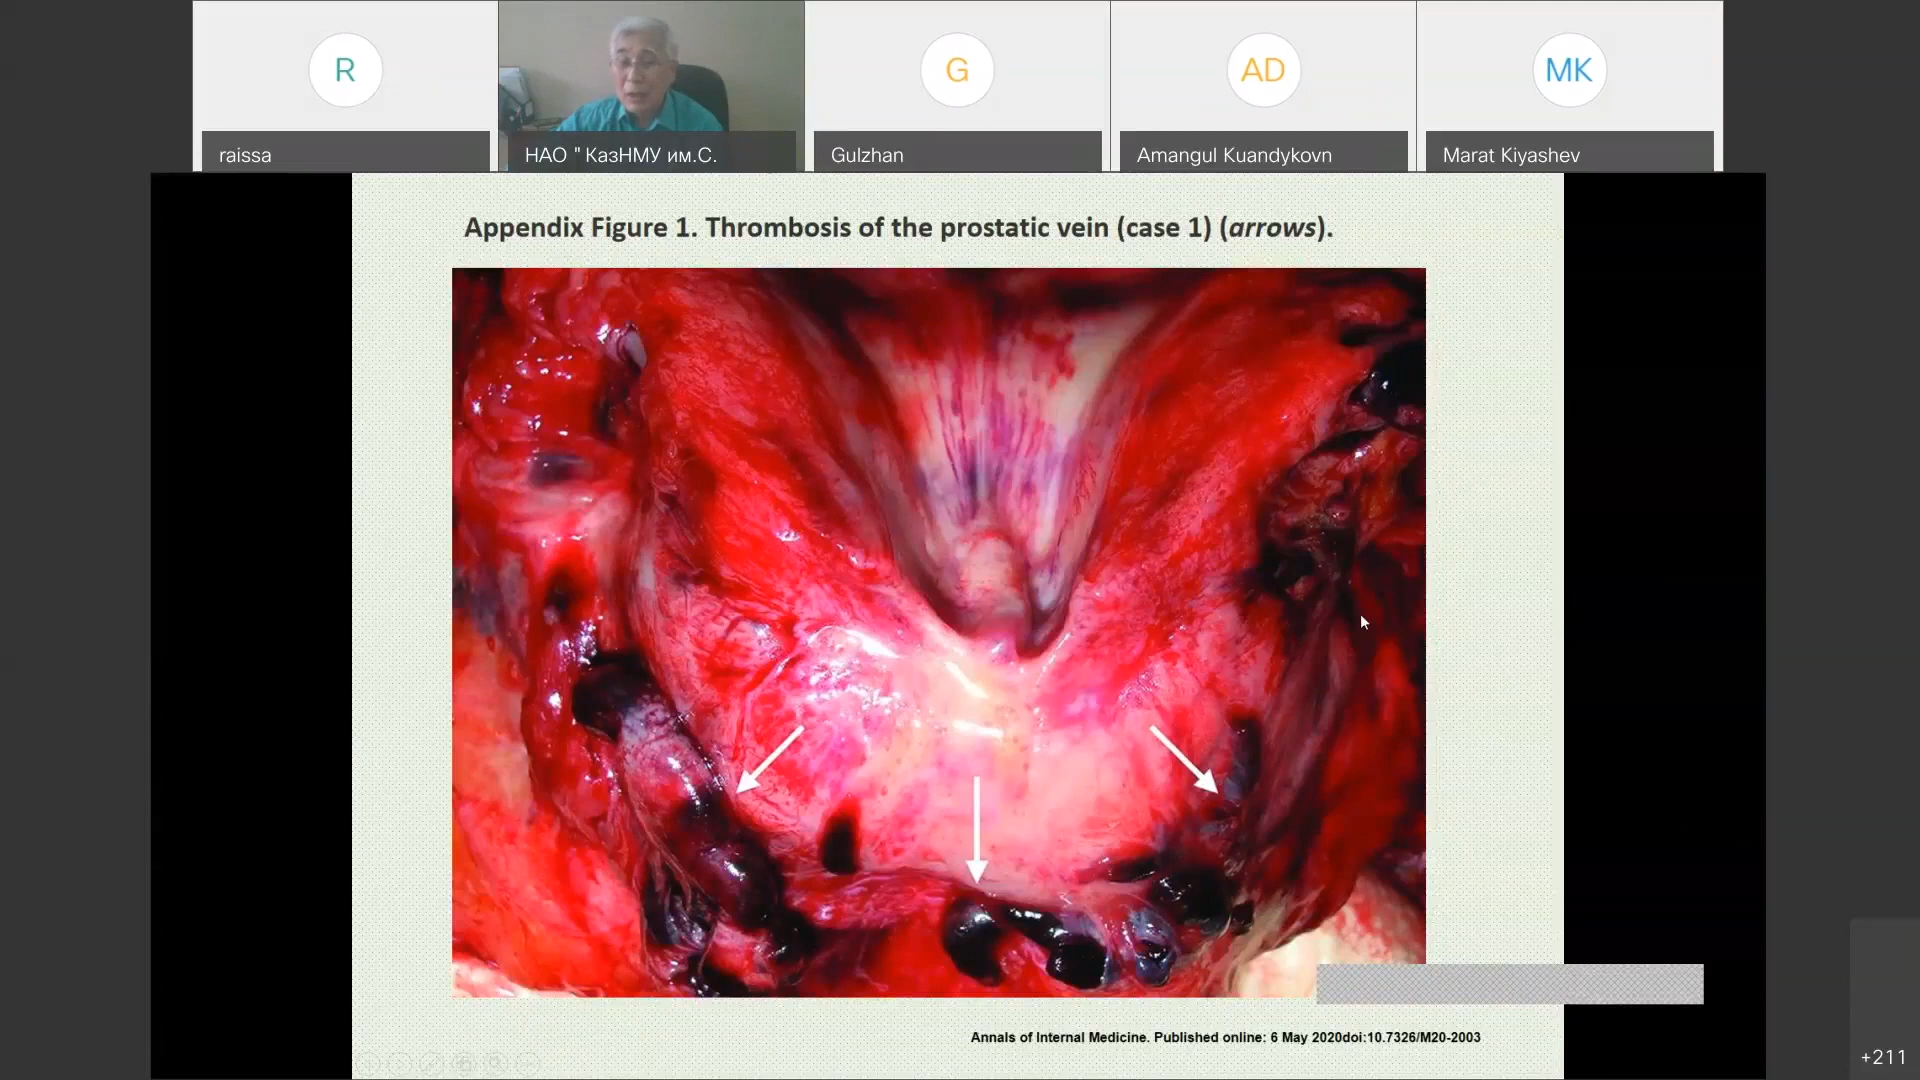 R
G
AD
MK
raissa
НАО " КазНМУ им.С.
Gulzhan
Amangul Kuandykovn
Marat Kiyashev
Appendix Figure 1. Thrombosis of the prostatic vein (case 1) (arrows).
Annals of Internal Medicine. Published online: 6 May 2020doi:10.7326/M20-2003
+211